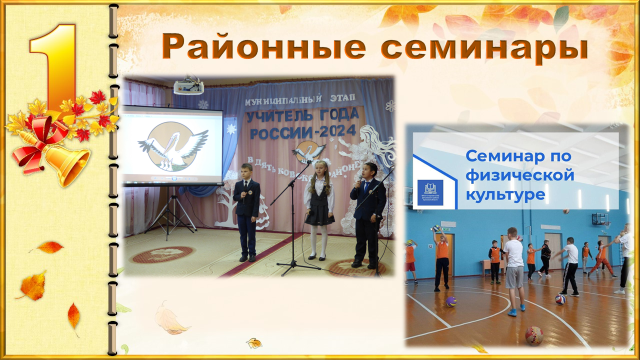 1
Районные семинары
МУНИЦИПАЛЬНЫЙ ЭТАП
УЧИТЕЛЬ ГОДА
РОССИИ-2024
Семинар по
физической
культуре